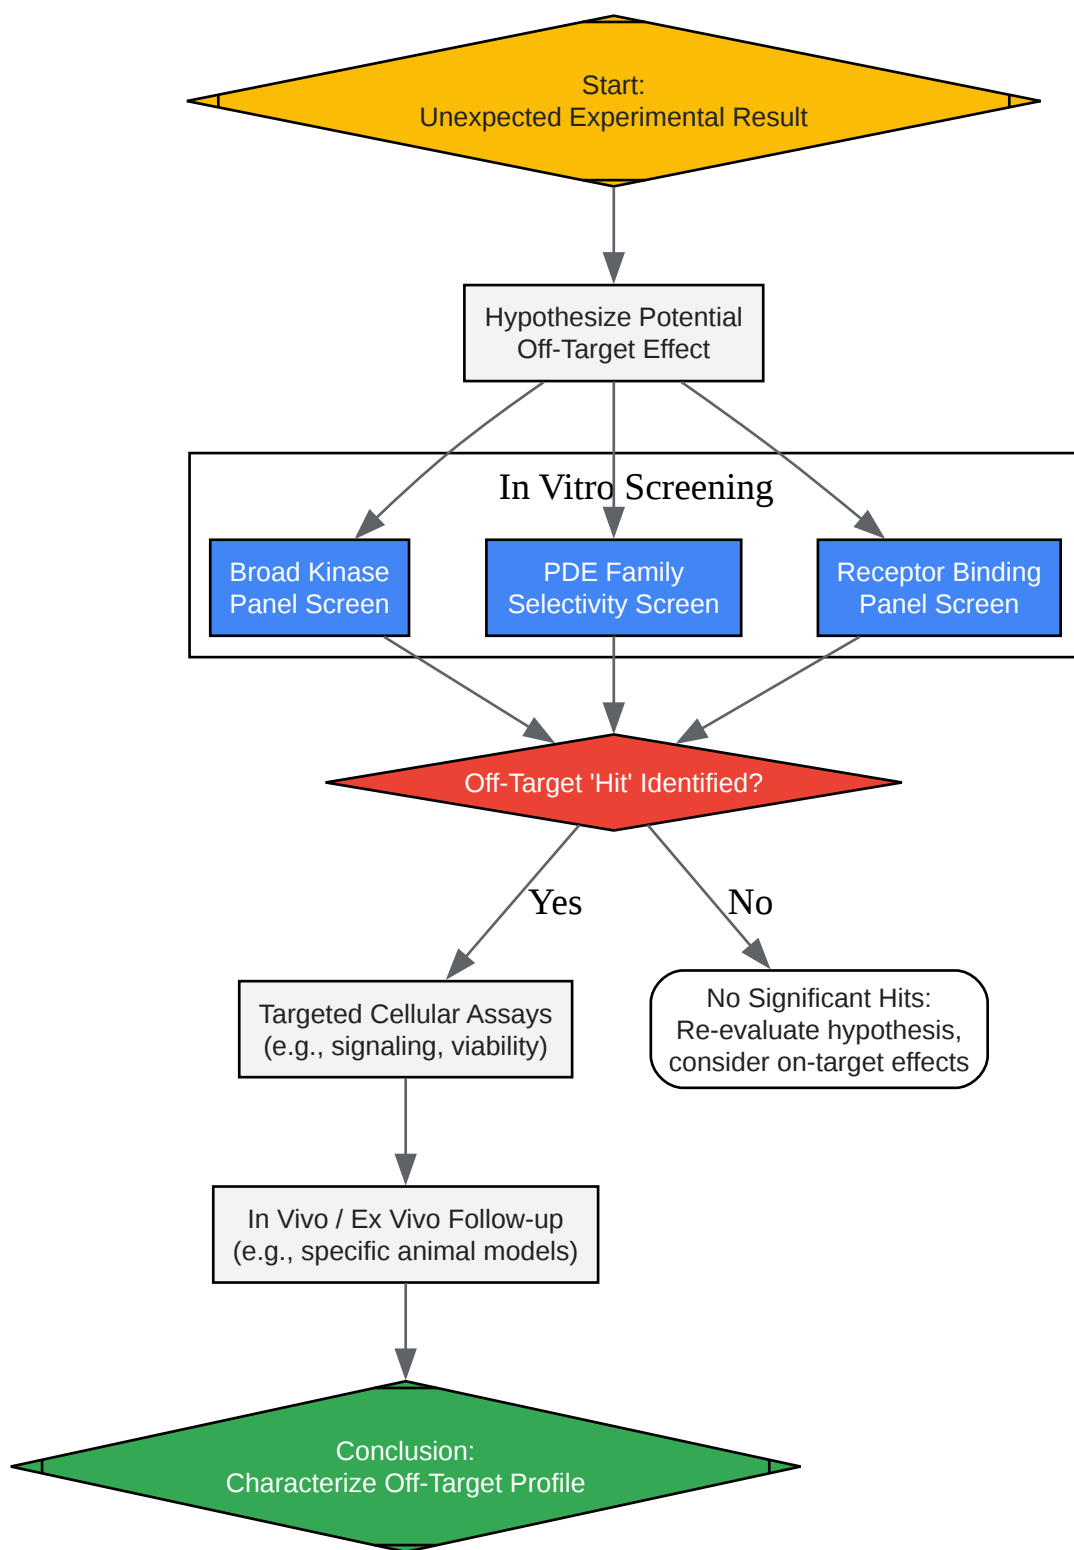 Start:
Unexpected Experimental Result
Hypothesize Potential
Off-Target Effect
In Vitro Screening
Broad Kinase
Panel Screen
PDE Family
Selectivity Screen
Receptor Binding
Panel Screen
Off-Target 'Hit' Identified?
Yes
No
Targeted Cellular Assays
(e.g., signaling, viability)
No Significant Hits:
Re-evaluate hypothesis,
consider on-target effects
In Vivo / Ex Vivo Follow-up
(e.g., specific animal models)
Conclusion:
Characterize Off-Target Profile